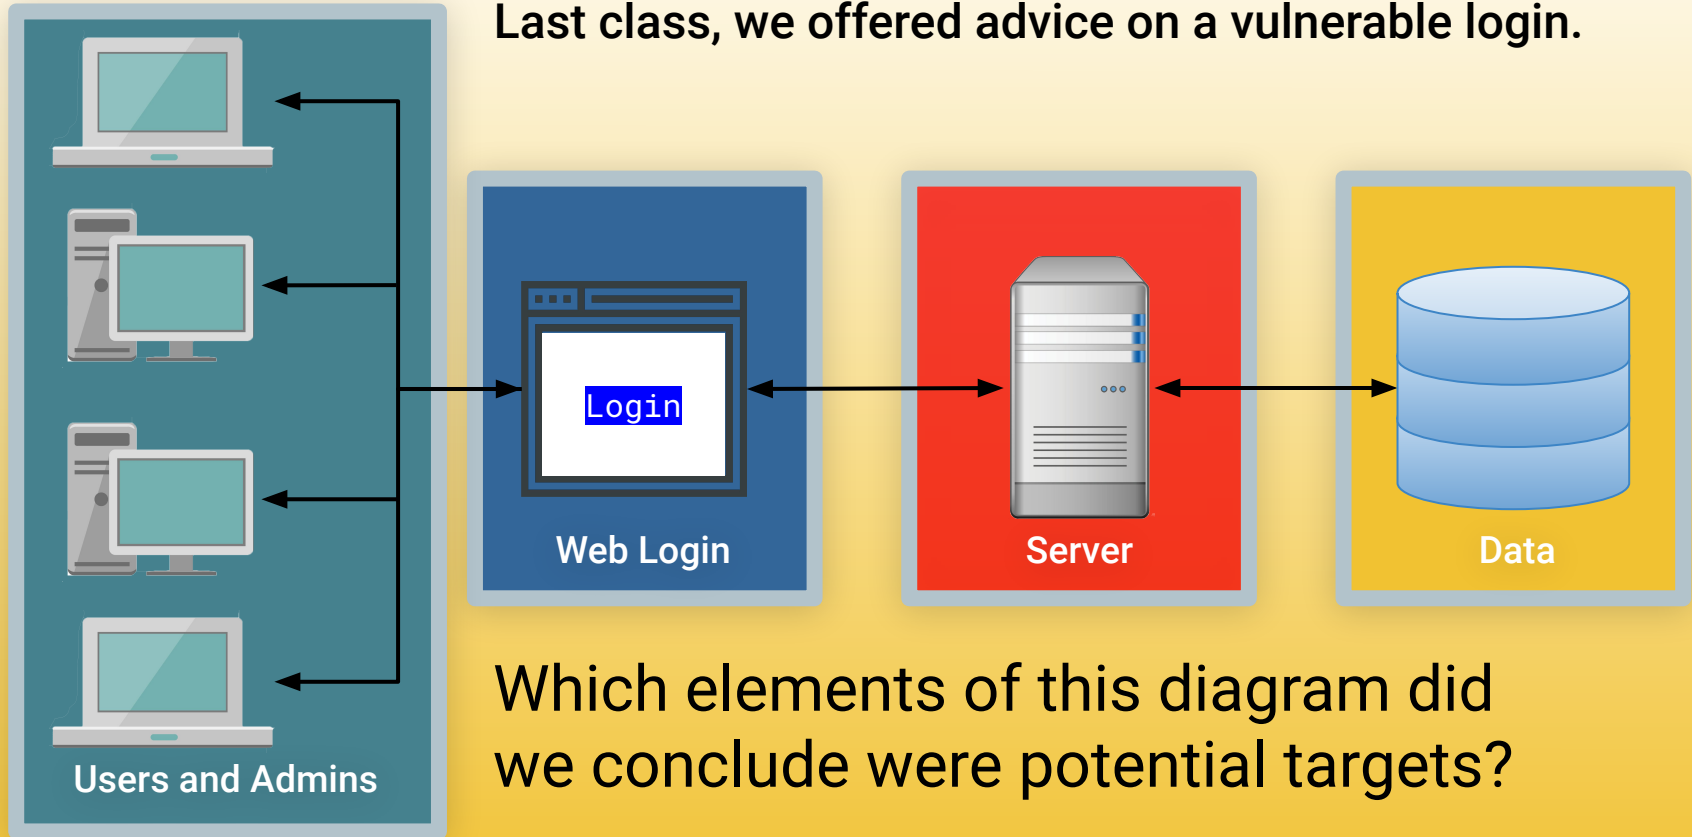 Last class, we offered advice on a vulnerable login.
Login
Web Login
Server
Data
Users and Admins
Which elements of this diagram did
we conclude were potential targets?